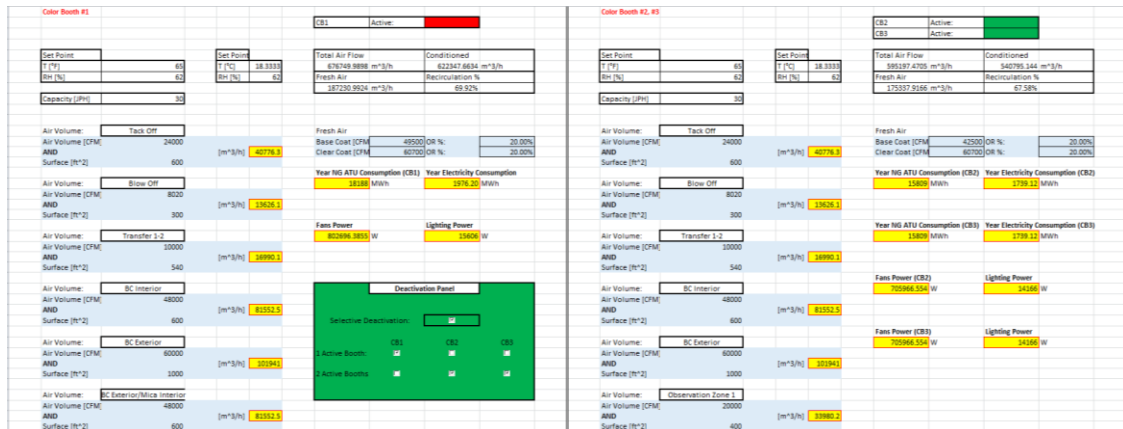 Color Booth #1
CB1 Active:
Set Point Set Point Total Air Flow Conditioned
T [°F] 65 T [°C] 18.3333 676749.9898 m^3/h 622347.6634 m^3/h
RH [%] 62 RH [%] 62 Fresh Air Recirculation %
187230.9924 m^3/h 69.92%
Capacity [JPH] 30
Air Volume: Tack Off Fresh Air
Air Volume [CFM] 24000 Base Coat [CFM 49500 OR %: 20.00%
AND [m^3/h] 40776.3 Clear Coat [CFM 60700 OR %: 20.00%
Surface [ft^2] 600
Year NG ATU Consumption (CB1) Year Electricity Consumption
Air Volume: Blow Off 18188 MWh 1976.20 MWh
Air Volume [CFM] 8020
AND [m^3/h] 13626.1
Surface [ft^2] 300
Fans Power Lighting Power
Air Volume: Transfer 1-2 802696.3855 W 15606 W
Air Volume [CFM] 10000
AND [m^3/h] 16990.1
Surface [ft^2] 540
Air Volume: BC Interior Deactivation Panel
Air Volume [CFM] 48000
AND [m^3/h] 81552.5
Surface [ft^2] 600
Selective Deactivation:
CB1 CB2 CB3
Air Volume: BC Exterior
1 Active Booth:
Air Volume [CFM] 60000
AND [m^3/h] 101941
2 Active Booths
Surface [ft^2] 1000
Air Volume: BC Exterior/Mica Interior
Air Volume [CFM] 48000
AND [m^3/h] 81552.5
Surface [ft^2] 600
Color Booth #2, #3
CB2 Active:
CB3 Active:
Set Point Set Point Total Air Flow Conditioned
T [°F] 65 T [°C] 18.3333 595197.4705 m^3/h 540795.144 m^3/h
RH [%] 62 RH [%] 62 Fresh Air Recirculation %
175337.9166 m^3/h 67.58%
Capacity [JPH] 30
Air Volume: Tack Off Fresh Air
Air Volume [CFM] 24000 Base Coat [CFM 42500 OR %: 20.00%
AND [m^3/h] 40776.3 Clear Coat [CFM 60700 OR %: 20.00%
Surface [ft^2] 600
Year NG ATU Consumption (CB2) Year Electricity Consumption (CB2)
Air Volume: Blow Off 15809 MWh 1739.12 MWh
Air Volume [CFM] 8020
AND [m^3/h] 13626.1
Surface [ft^2] 300
Year NG ATU Consumption (CB3) Year Electricity Consumption (CB3)
Air Volume: Transfer 1-2 15809 MWh 1739.12 MWh
Air Volume [CFM] 10000
AND [m^3/h] 16990.1
Surface [ft^2] 540
Fans Power (CB2) Lighting Power
Air Volume: BC Interior 705966.554 W 14166 W
Air Volume [CFM] 48000
AND [m^3/h] 81552.5
Surface [ft^2] 600
Fans Power (CB3) Lighting Power
Air Volume: BC Exterior 705966.554 W 14166 W
Air Volume [CFM] 60000
AND [m^3/h] 101941
Surface [ft^2] 1000
Air Volume: Observation Zone 1
Air Volume [CFM] 20000
AND [m^3/h] 33980.2
Surface [ft^2] 400